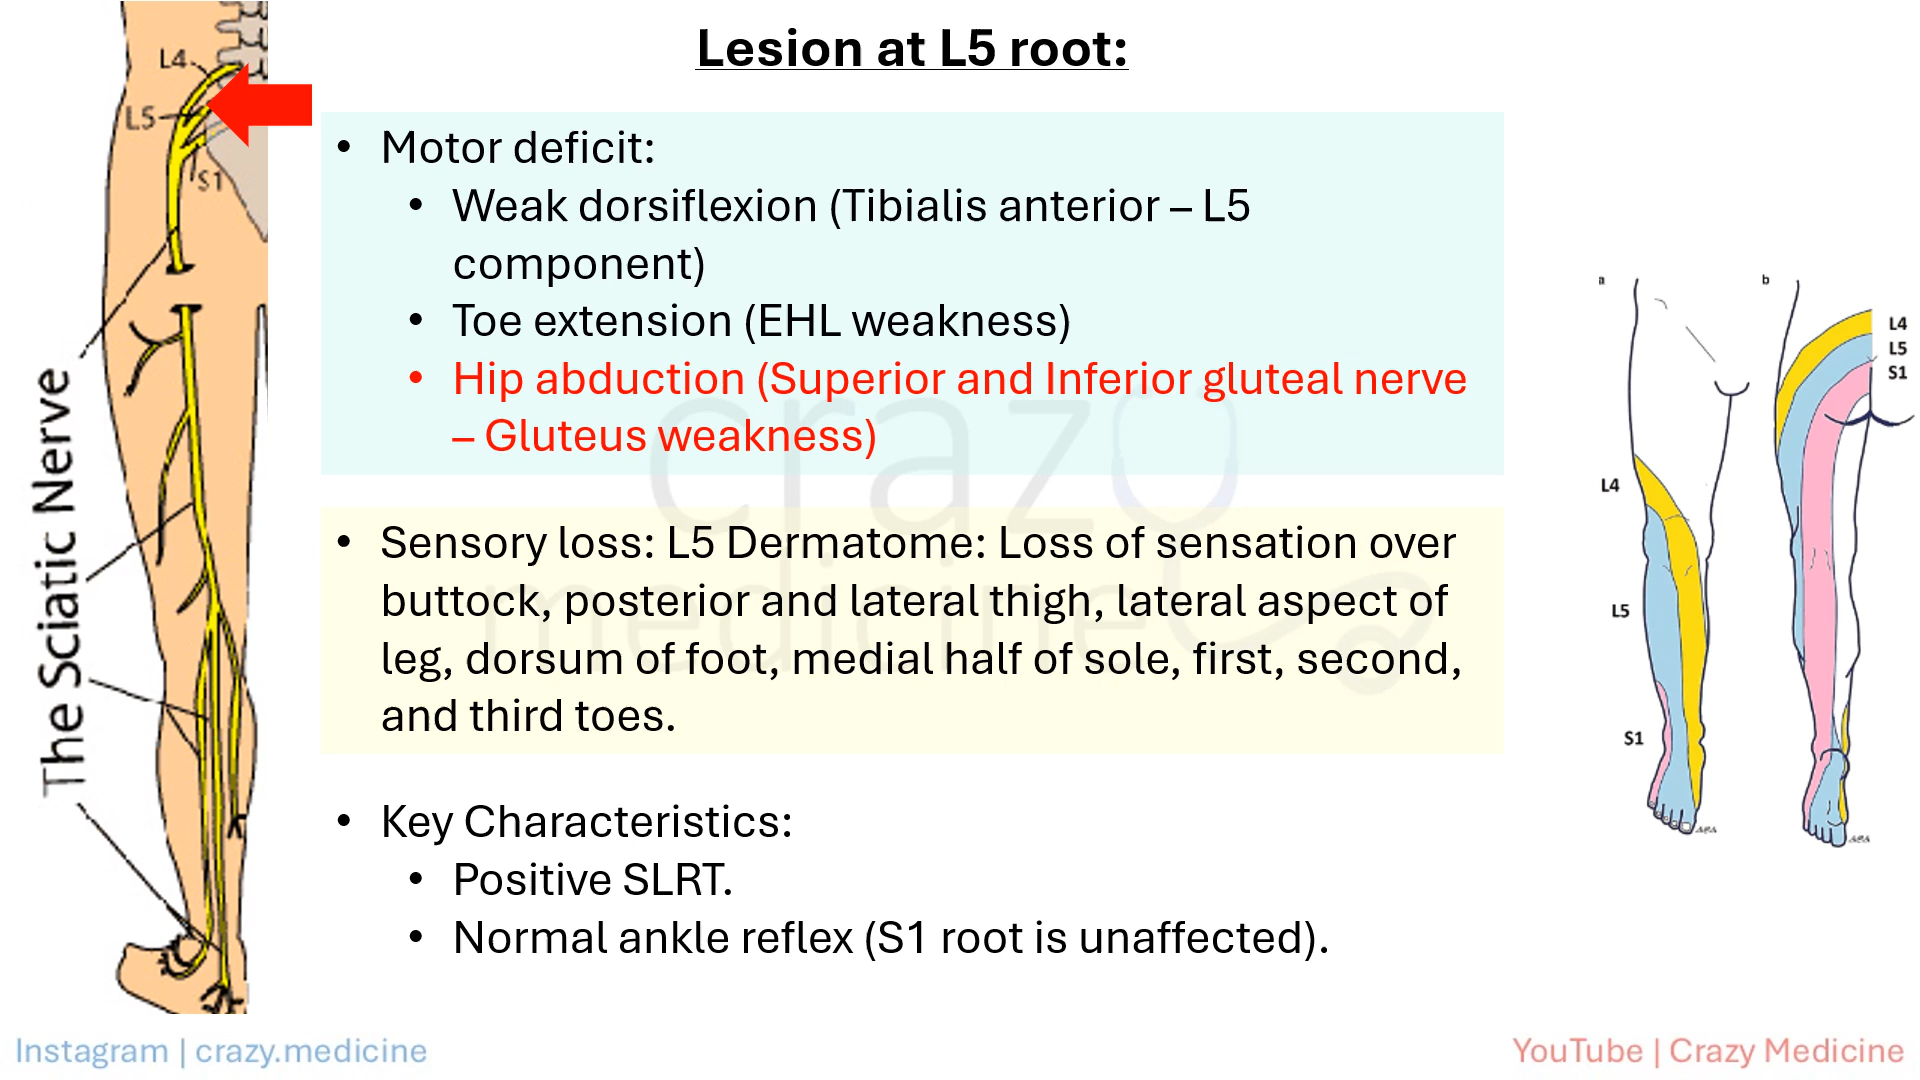 Lesion at L5 root:
L4
L5
S1
The Sciatic Nerve
• Motor deficit:
• Weak dorsiflexion (Tibialis anterior – L5
component)
• Toe extension (EHL weakness)
• Hip abduction (Superior and Inferior gluteal nerve
– Gluteus weakness)
• Sensory loss: L5 Dermatome: Loss of sensation over
buttock, posterior and lateral thigh, lateral aspect of
leg, dorsum of foot, medial half of sole, first, second,
and third toes.
• Key Characteristics:
• Positive SLRT.
• Normal ankle reflex (S1 root is unaffected).
a
b
L4
L5
S1
L4
L5
S1
crazy
medicine
Instagram | crazy.medicine
YouTube | Crazy Medicine